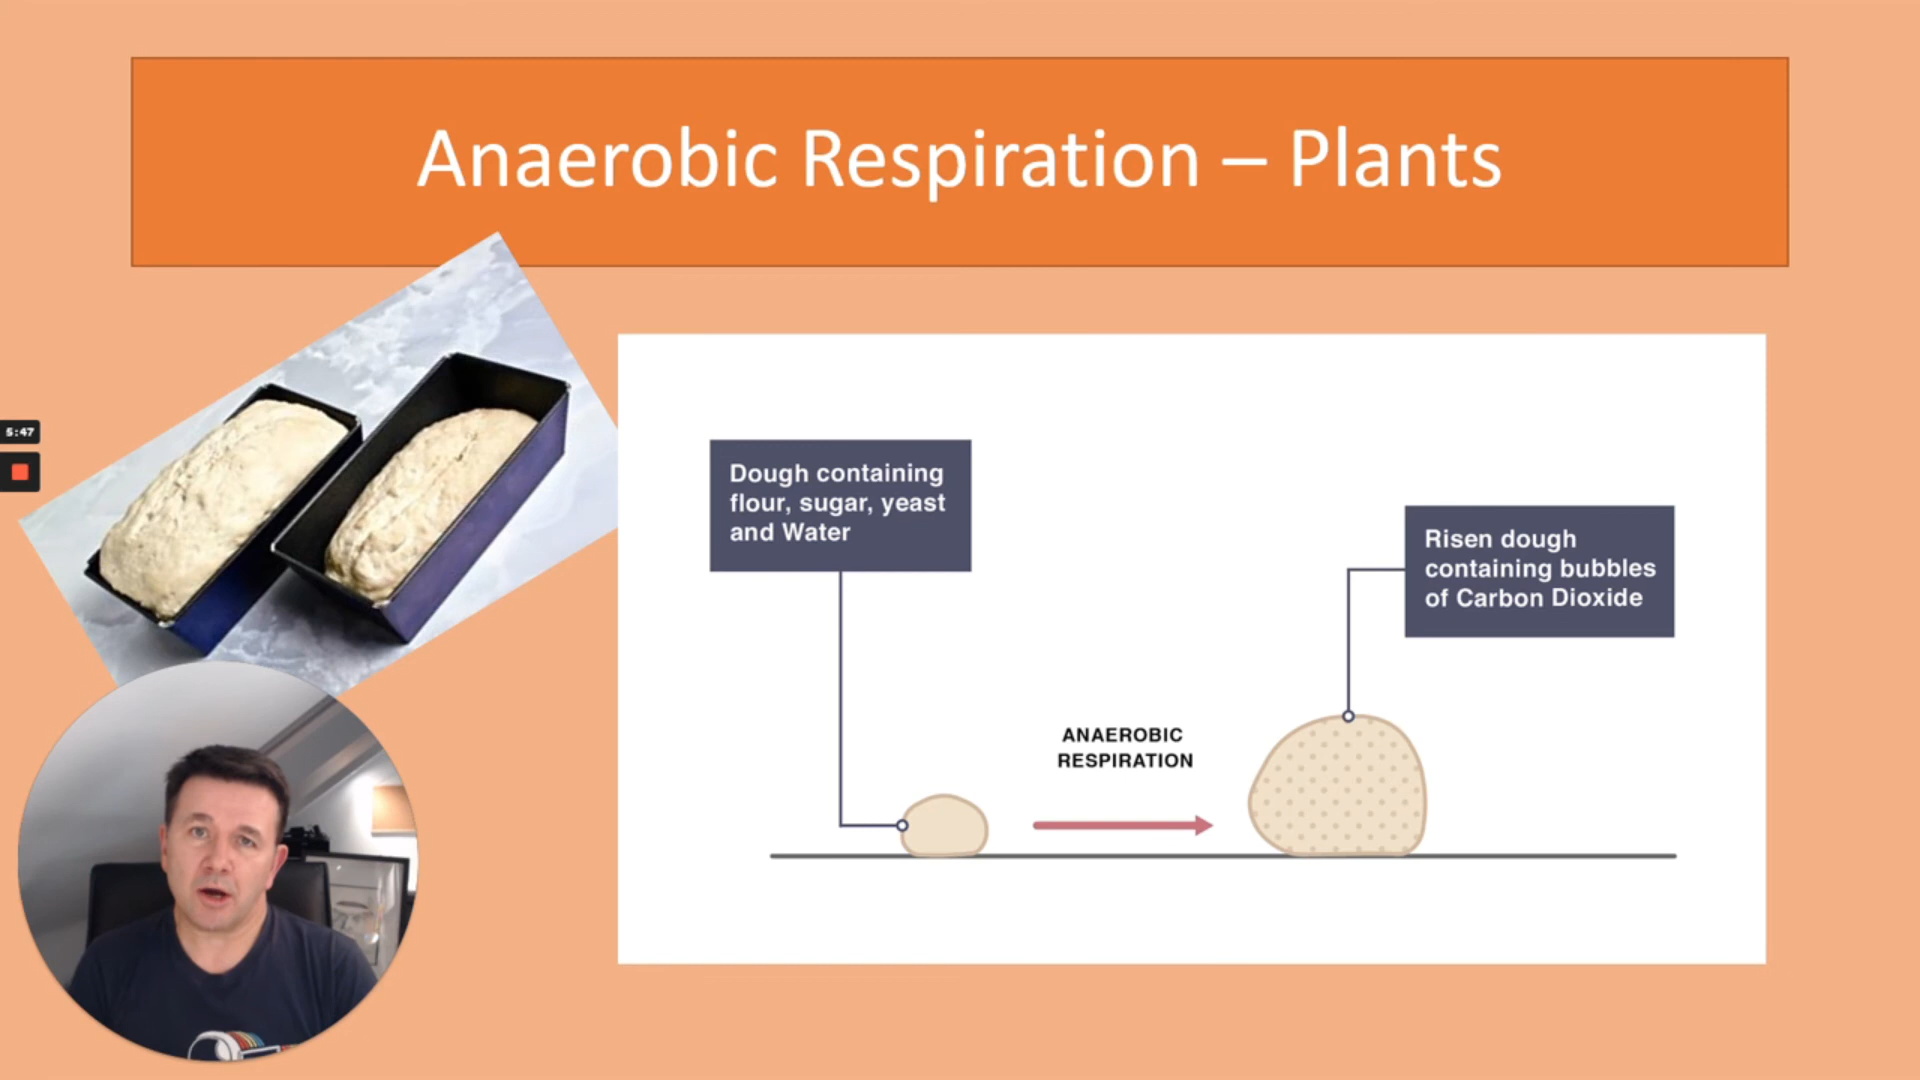 Anaerobic Respiration – Plants
5:47
Dough containing
flour, sugar, yeast
and Water
Risen dough
containing bubbles
of Carbon Dioxide
ANAEROBIC
RESPIRATION